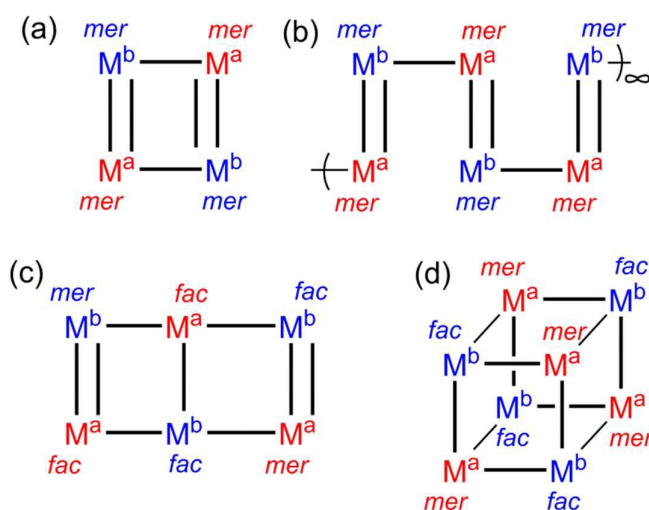 (a)
mer mer
Mᵇ Mᵃ
Mᵃ Mᵇ
mer mer
(b)
mer mer mer
Mᵇ Mᵃ Mᵇ )∞
( Mᵃ Mᵇ Mᵃ
mer mer mer
(c)
mer fac fac
Mᵇ Mᵃ Mᵇ
Mᵃ Mᵇ Mᵃ
fac fac mer
(d)
mer fac
Mᵃ Mᵇ
fac mer
Mᵇ Mᵃ
Mᵇ Mᵃ
fac mer
Mᵃ Mᵇ
mer fac